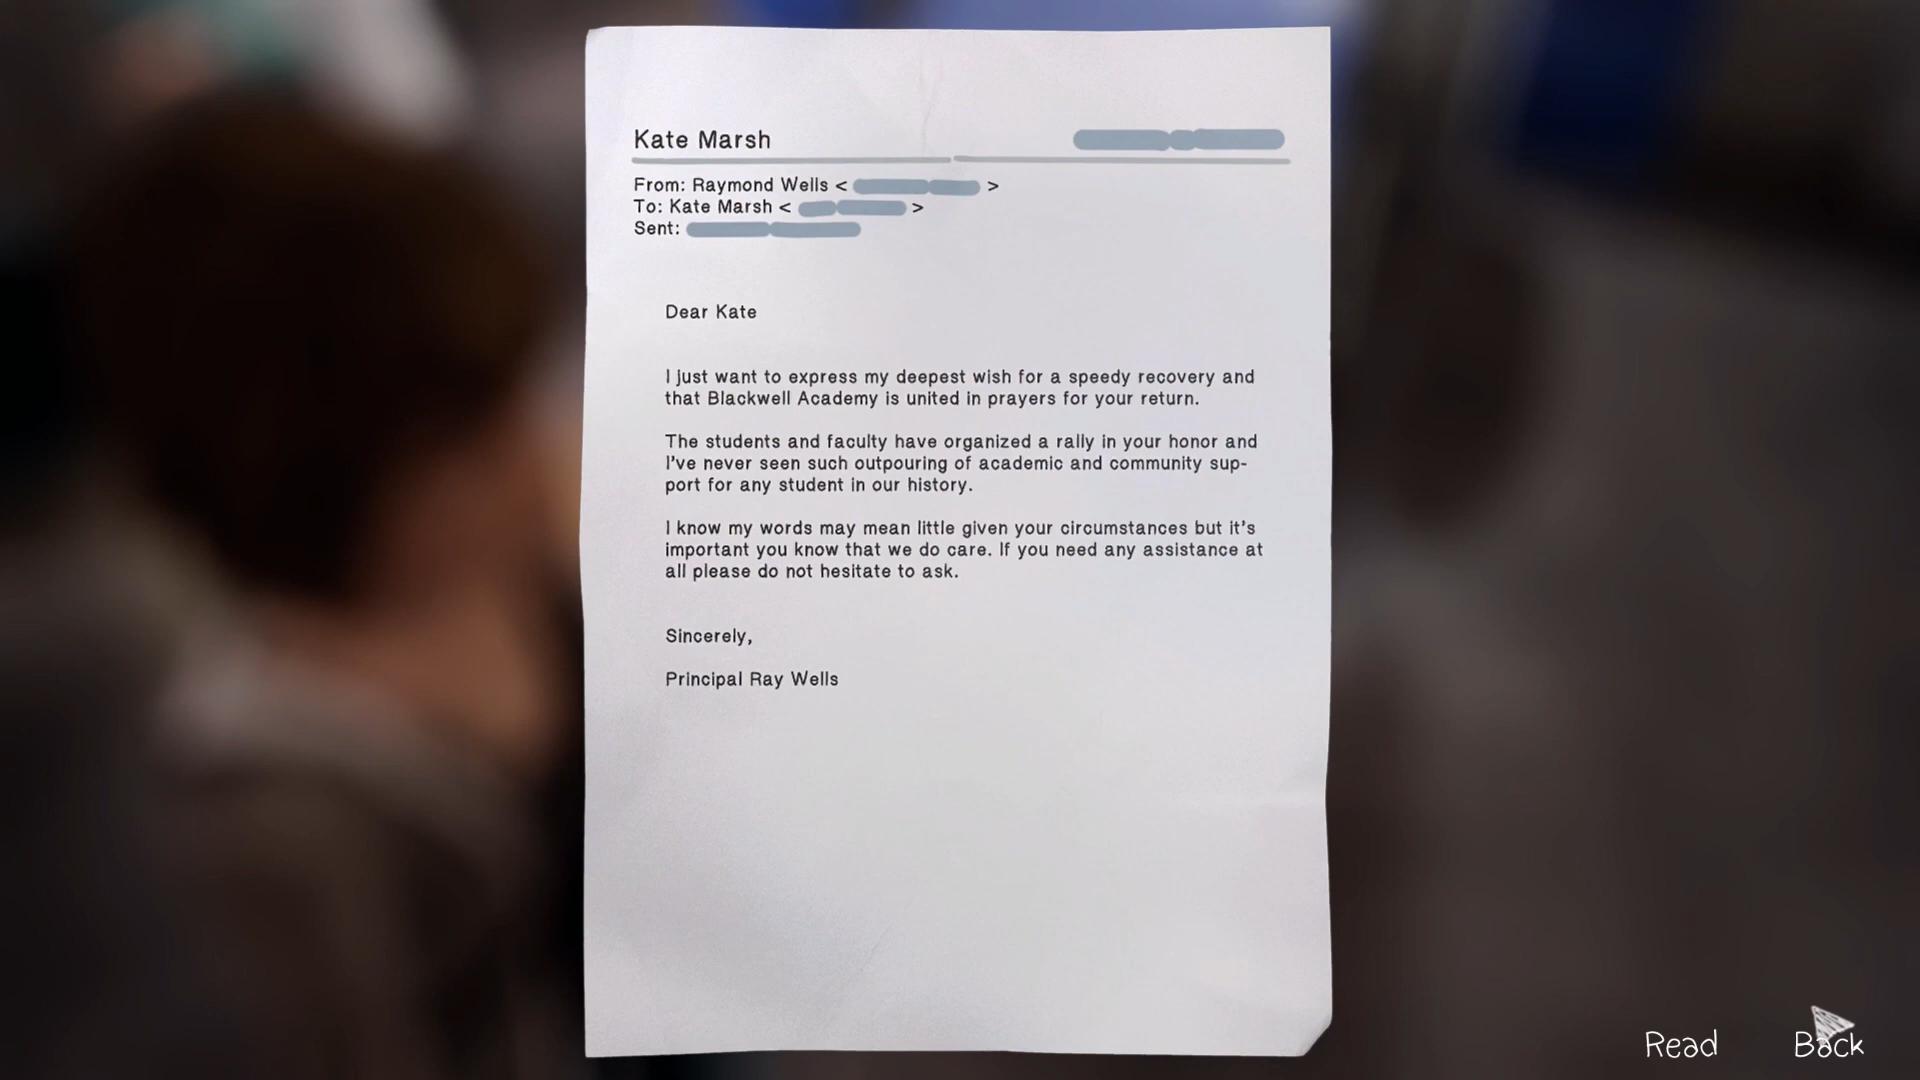 Kate Marsh
From: Raymond Wells < >
To: Kate Marsh < >
Sent:
Dear Kate
I just want to express my deepest wish for a speedy recovery and
that Blackwell Academy is united in prayers for your return.
The students and faculty have organized a rally in your honor and
I've never seen such outpouring of academic and community sup-
port for any student in our history.
I know my words may mean little given your circumstances but it's
important you know that we do care. If you need any assistance at
all please do not hesitate to ask.
Sincerely,
Principal Ray Wells
Read Back